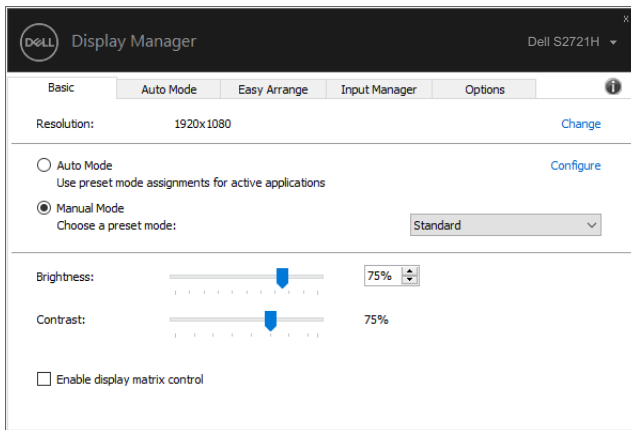 DELL Display Manager
Dell S2721H
Basic Auto Mode Easy Arrange Input Manager Options
Resolution: 1920x1080 Change
Auto Mode Configure
Use preset mode assignments for active applications
Manual Mode
Choose a preset mode: Standard
Brightness: 75%
Contrast: 75%
Enable display matrix control